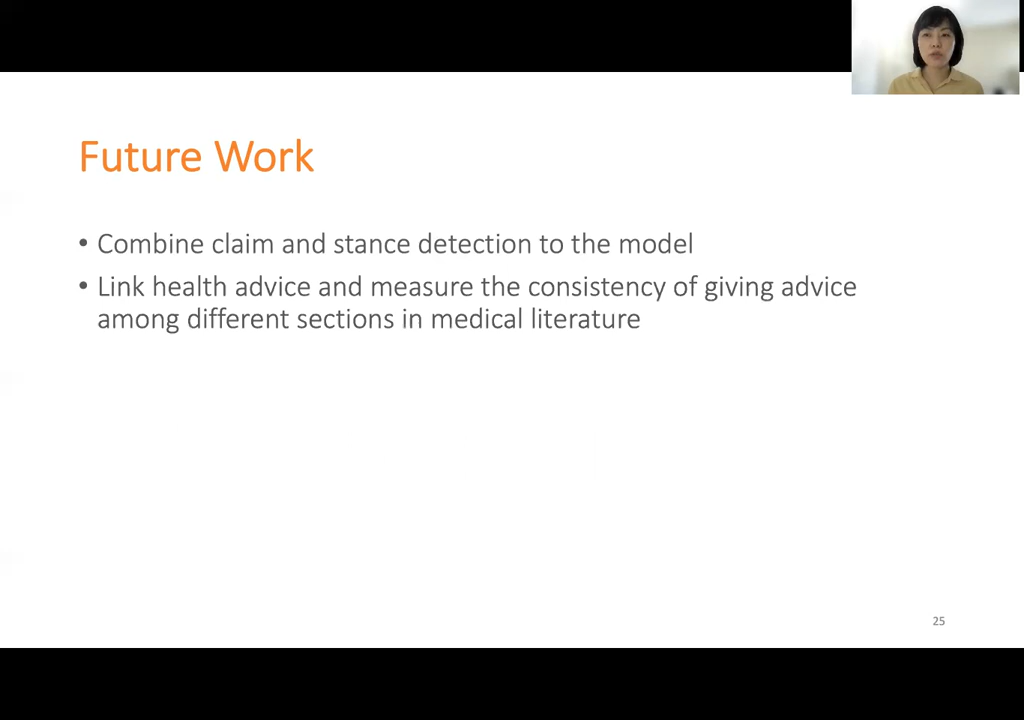 Future Work
• Combine claim and stance detection to the model
• Link health advice and measure the consistency of giving advice
among different sections in medical literature
25